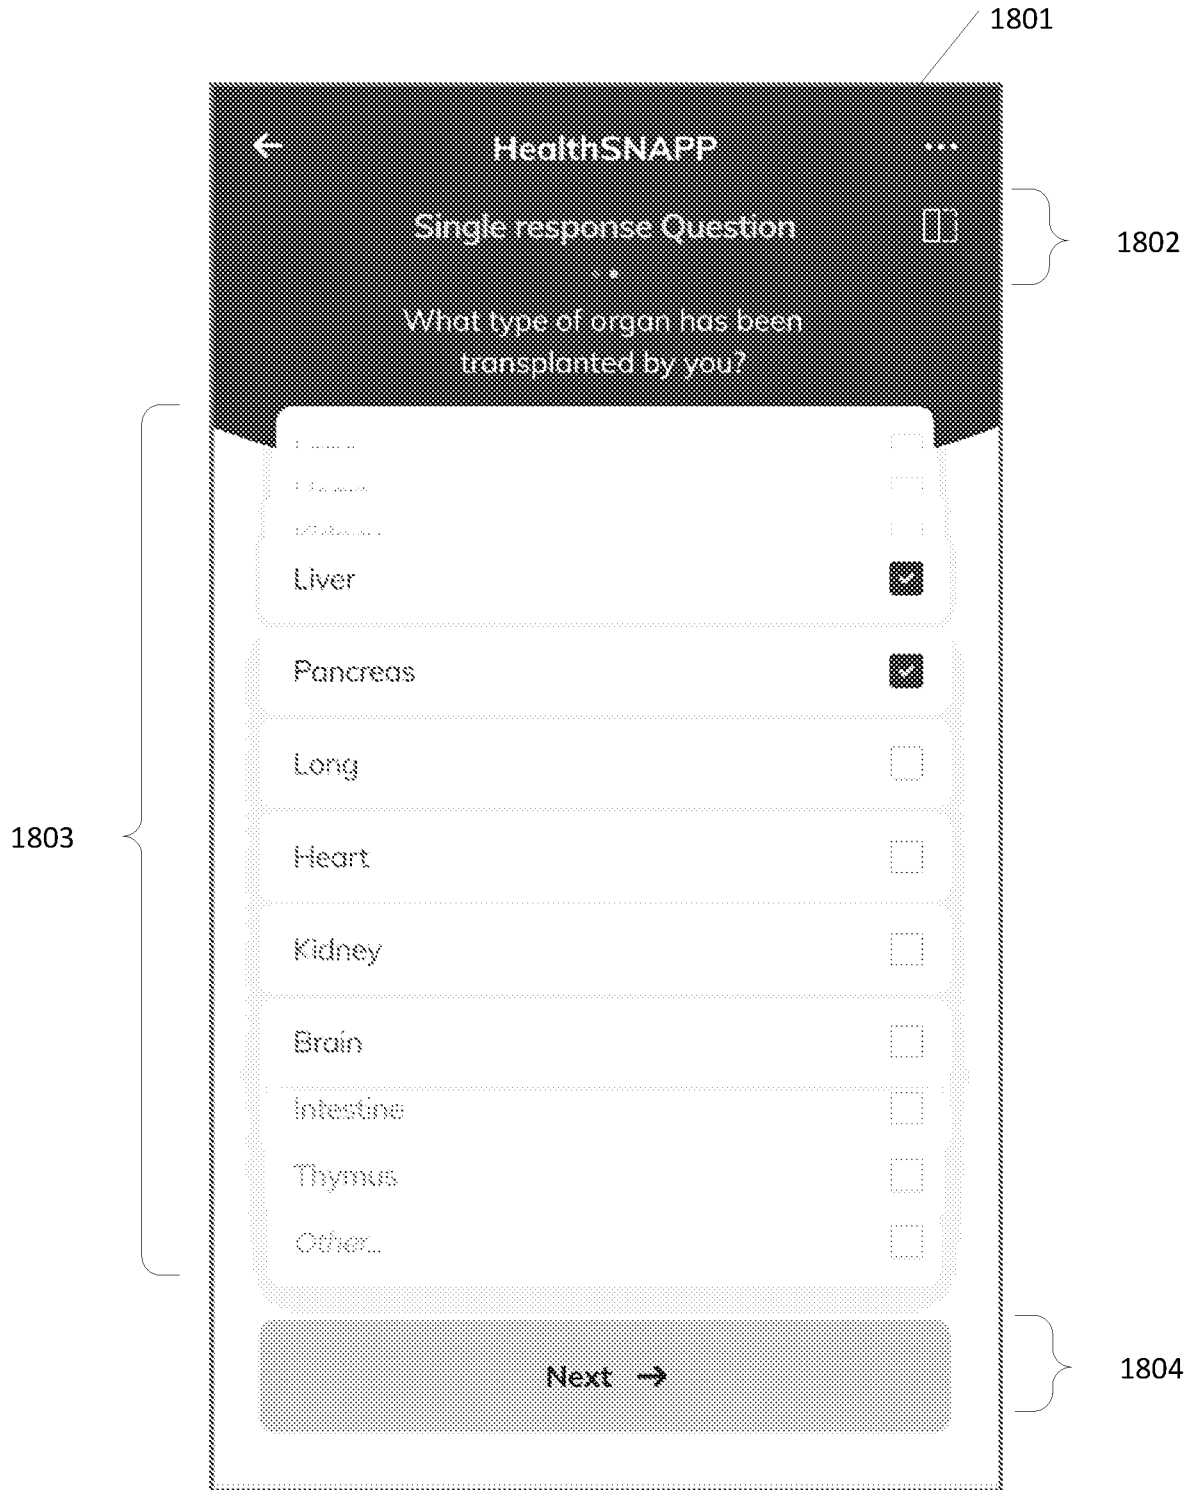 1801
HealthSNAPP
Single response Question
1802
What type of organ has been
transplanted by you?
Liver
Pancreas
Long
1803
Heart
Kidney
Brain
Intestine
Thymus
Other...
Next →
1804